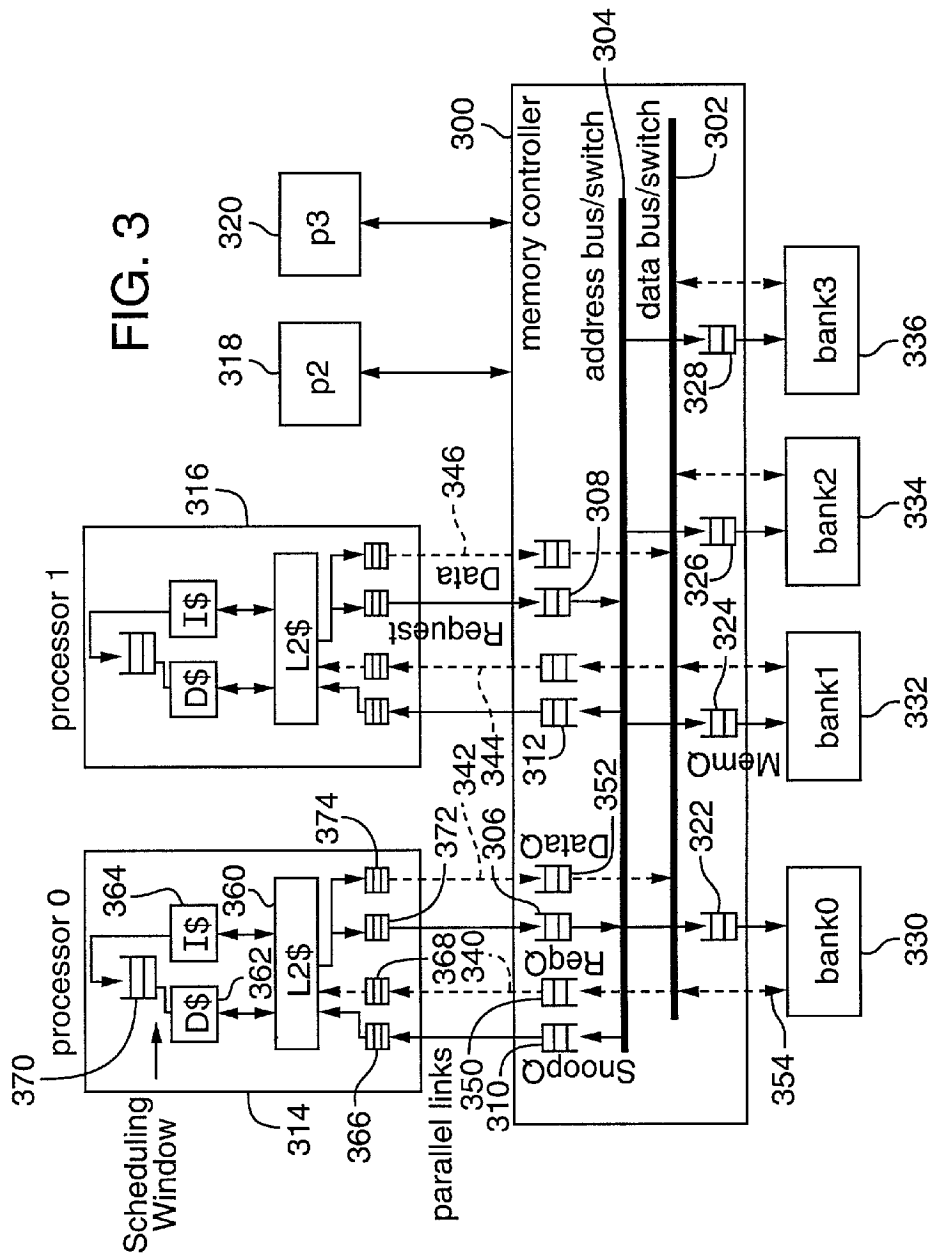 FIG. 3
processor 0
processor 1
370
Scheduling
Window
314
364
I$
D$
362
360
L2$
366
368
372
374
316
I$
D$
L2$
318
p2
320
p3
parallel links
340
342
344
Request
Data
346
300
memory controller
350
310
SnoopQ
ReqQ
306
DataQ
352
312
308
address bus/switch
304
data bus/switch
302
354
322
MemQ
324
326
328
bank0
330
bank1
332
bank2
334
bank3
336